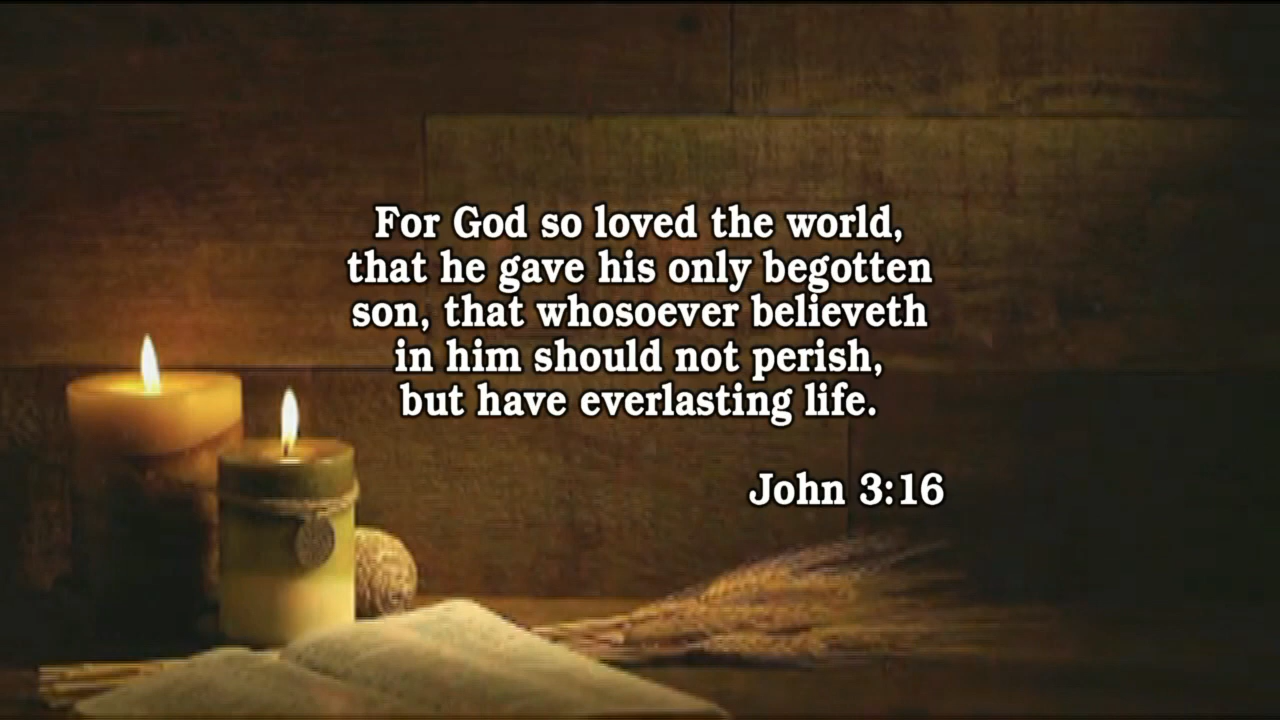 For God so loved the world,
that he gave his only begotten
son, that whosoever believeth
in him should not perish,
but have everlasting life.
John 3:16